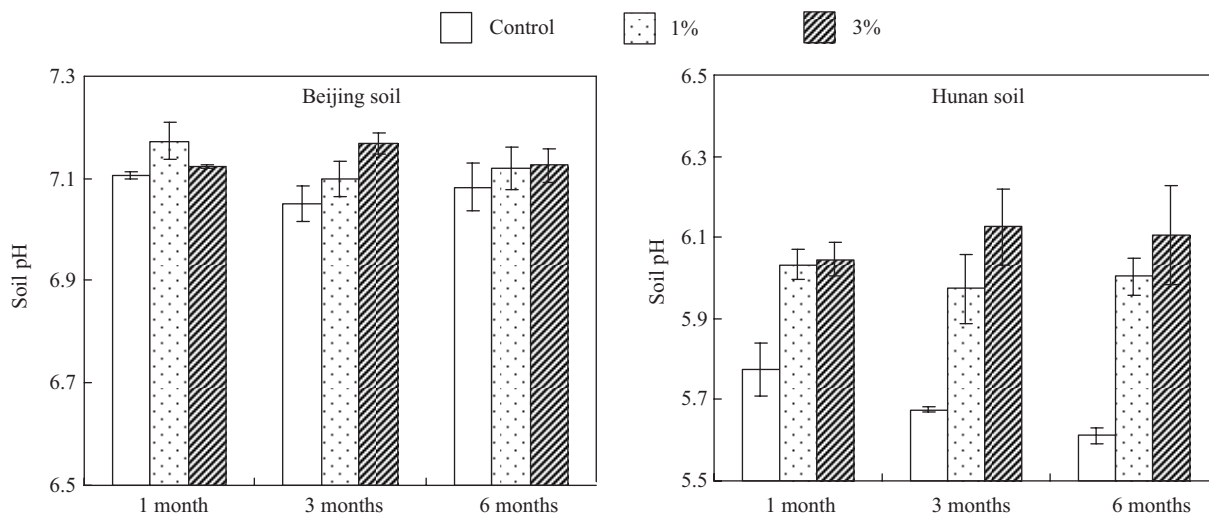 Control 1% 3%
Beijing soil
Soil pH
7.3
7.1
6.9
6.7
6.5
1 month 3 months 6 months
Hunan soil
Soil pH
6.5
6.3
6.1
5.9
5.7
5.5
1 month 3 months 6 months